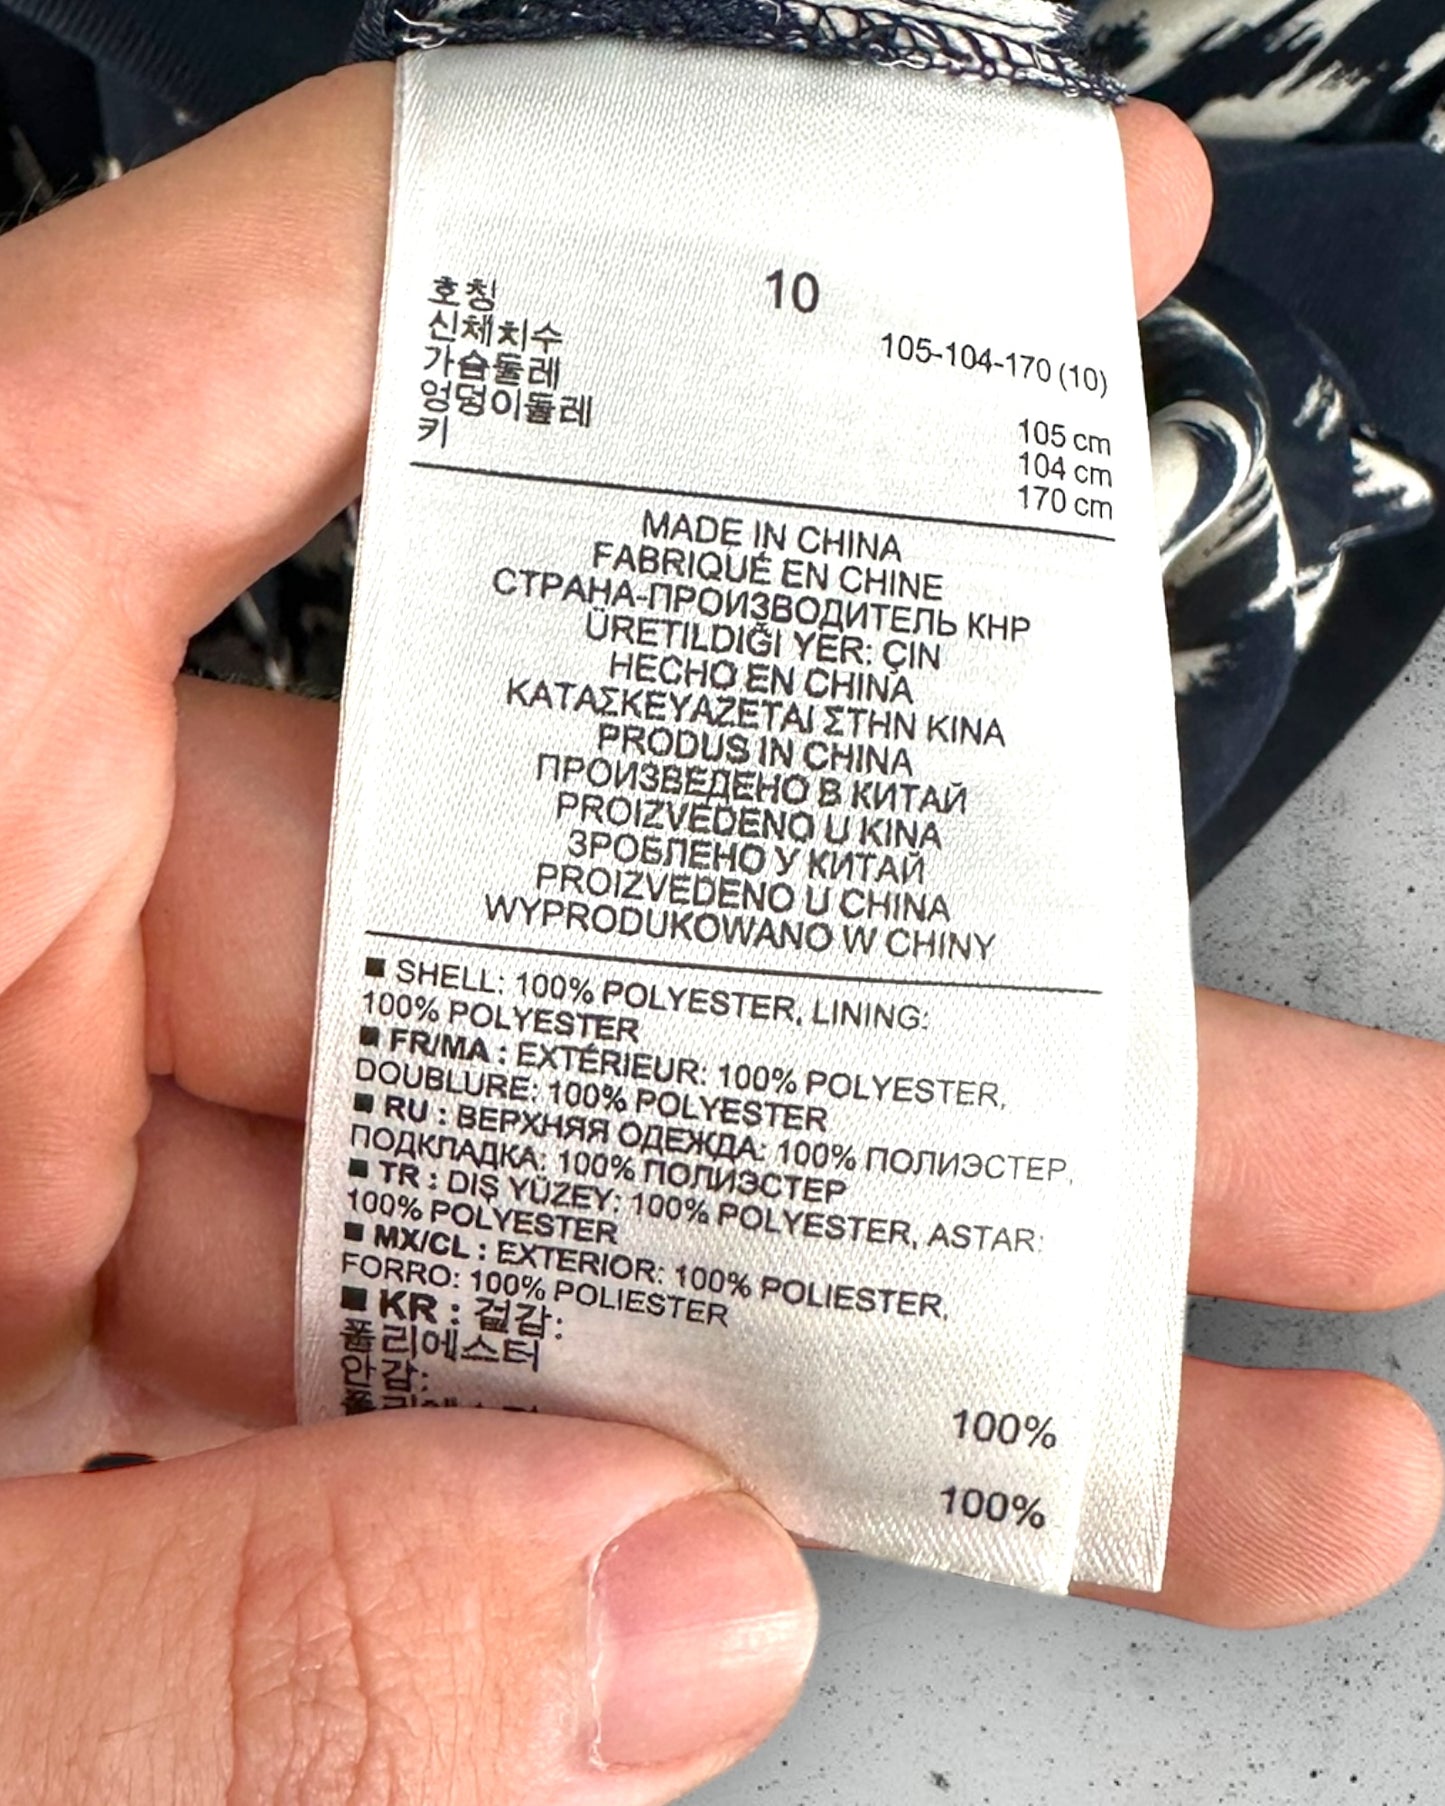 10
호칭
신체치수 105-104-170 (10)
가슴둘레 105 cm
엉덩이둘레 104 cm
키 170 cm
MADE IN CHINA
FABRIQUÉ EN CHINE
СТРАНА-ПРОИЗВОДИТЕЛЬ КНР
ÜRETILDIĞI YER: ÇIN
HECHO EN CHINA
ΚΑΤΑΣΚΕΥΑΖΕΤΑΙ ΣΤΗΝ ΚΙΝΑ
PRODUS IN CHINA
ПРОИЗВЕДЕНО В КИТАЙ
PROIZVEDENO U KINA
ЗРОБЛЕНО У КИТАЙ
PROIZVEDENO U CHINA
WYPRODUKOWANO W CHINY
■ SHELL: 100% POLYESTER, LINING:
100% POLYESTER
■ FR/MA : EXTÉRIEUR: 100% POLYESTER,
DOUBLURE: 100% POLYESTER
■ RU : ВЕРХНЯЯ ОДЕЖДА: 100% ПОЛИЭСТЕР,
ПОДКЛАДКА: 100% ПОЛИЭСТЕР
■ TR : DIŞ YÜZEY: 100% POLYESTER, ASTAR:
100% POLYESTER
■ MX/CL : EXTERIOR: 100% POLIESTER,
FORRO: 100% POLIESTER
■ KR : 겉감:
폴리에스터 100%
안감:
100%